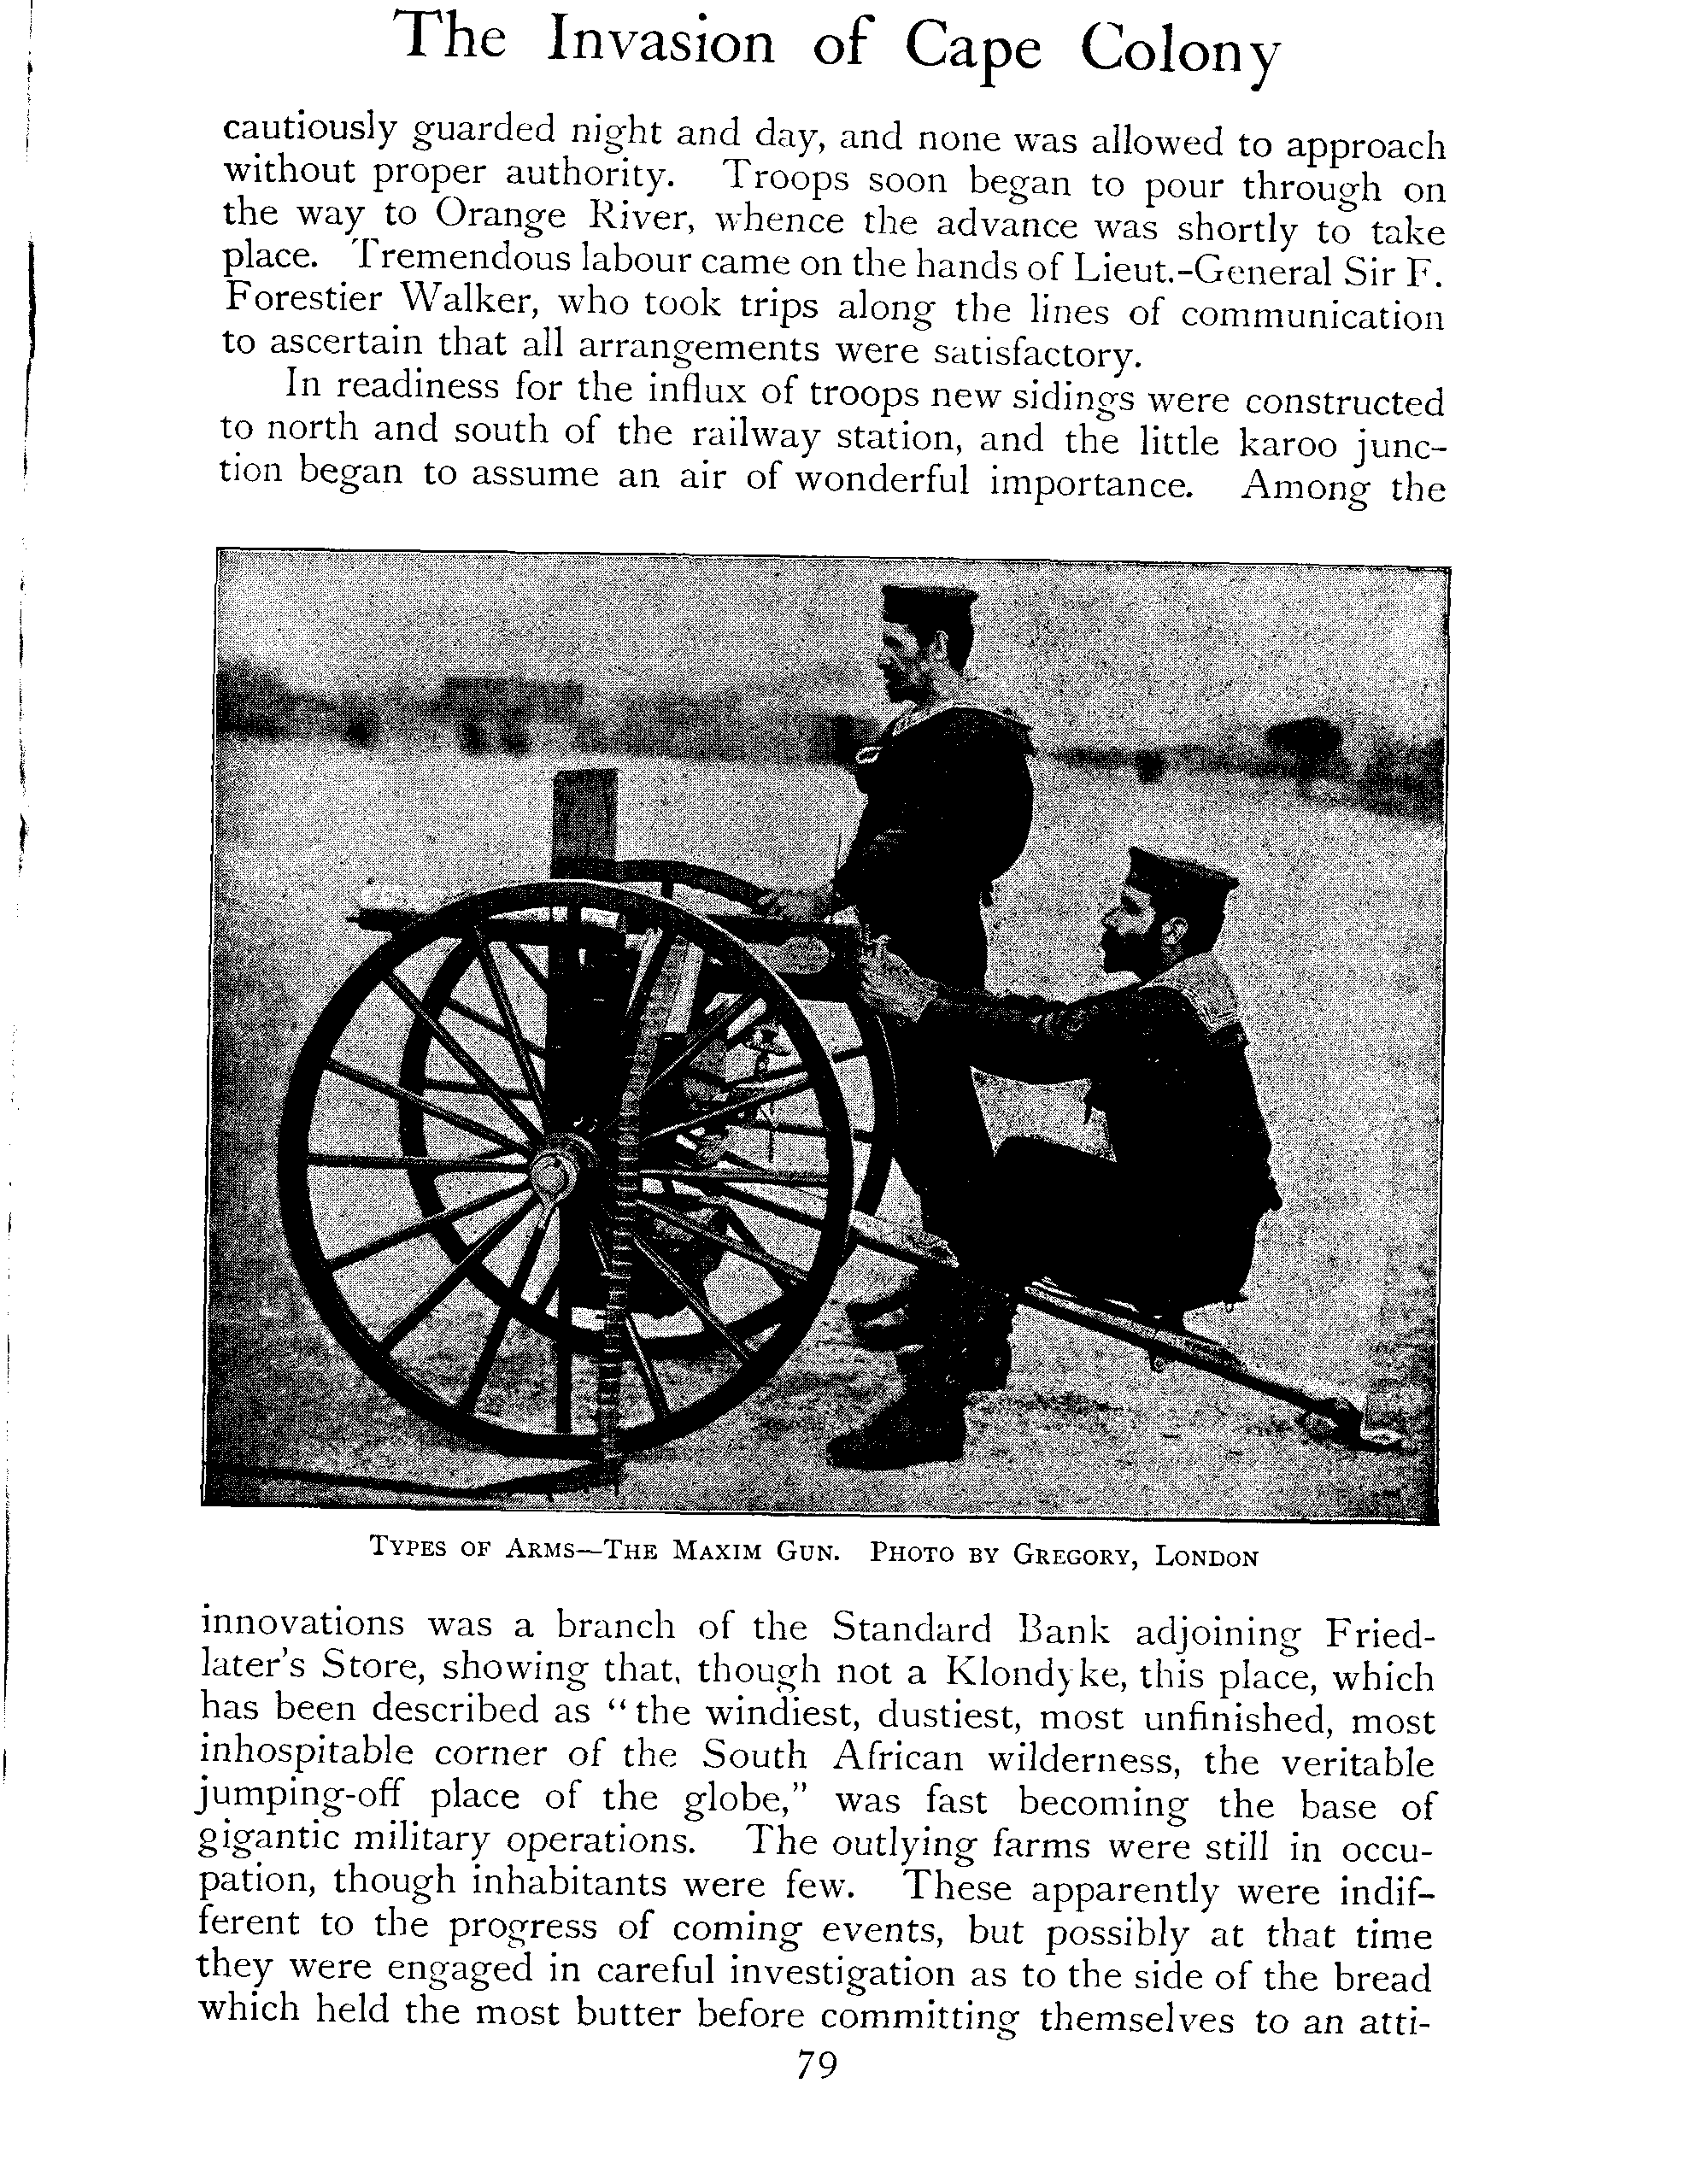 The Invasion of Cape Colony
cautiously guarded night and day, and none was allowed to approach
without proper authority. Troops soon began to pour through on
the way to Orange River, whence the advance was shortly to take
place. Tremendous labour came on the hands of Lieut.-General Sir F.
Forestier Walker, who took trips along the lines of communication
to ascertain that all arrangements were satisfactory.
In readiness for the influx of troops new sidings were constructed
to north and south of the railway station, and the little karoo junc-
tion began to assume an air of wonderful importance. Among the
Types of Arms—The Maxim Gun. Photo by Gregory, London
innovations was a branch of the Standard Bank adjoining Fried-
later's Store, showing that, though not a Klondyke, this place, which
has been described as "the windiest, dustiest, most unfinished, most
inhospitable corner of the South African wilderness, the veritable
jumping-off place of the globe," was fast becoming the base of
gigantic military operations. The outlying farms were still in occu-
pation, though inhabitants were few. These apparently were indif-
ferent to the progress of coming events, but possibly at that time
they were engaged in careful investigation as to the side of the bread
which held the most butter before committing themselves to an atti-
79